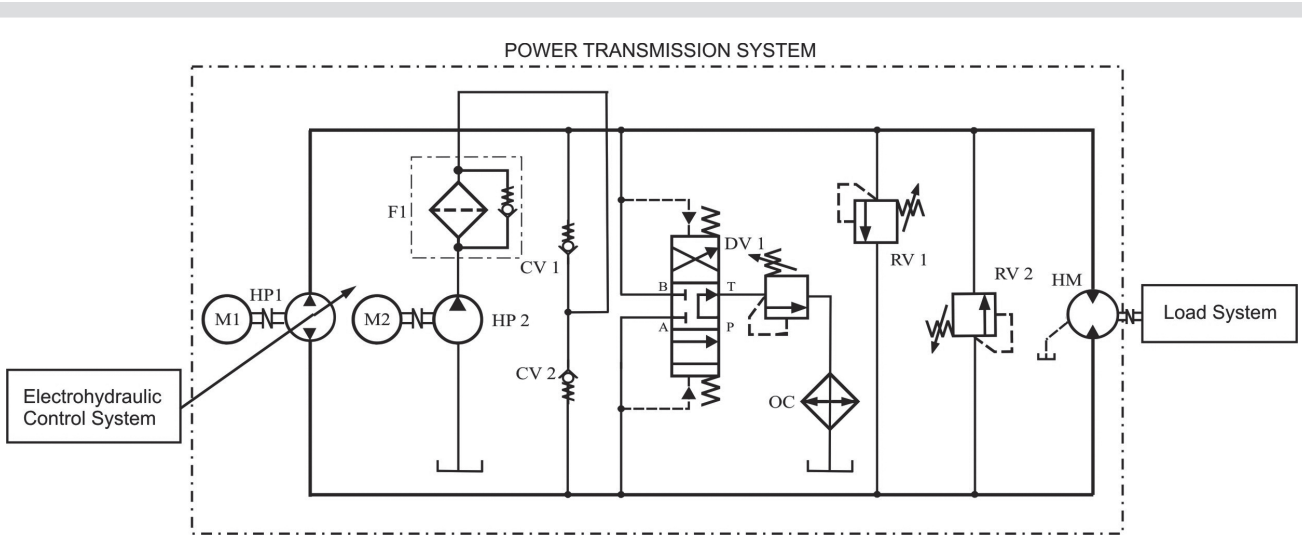 POWER TRANSMISSION SYSTEM
F1
CV 1
DV 1
B
T
A
P
RV 1
RV 2
HM
Load System
HP1
M1
M2
HP 2
CV 2
OC
Electrohydraulic
Control System